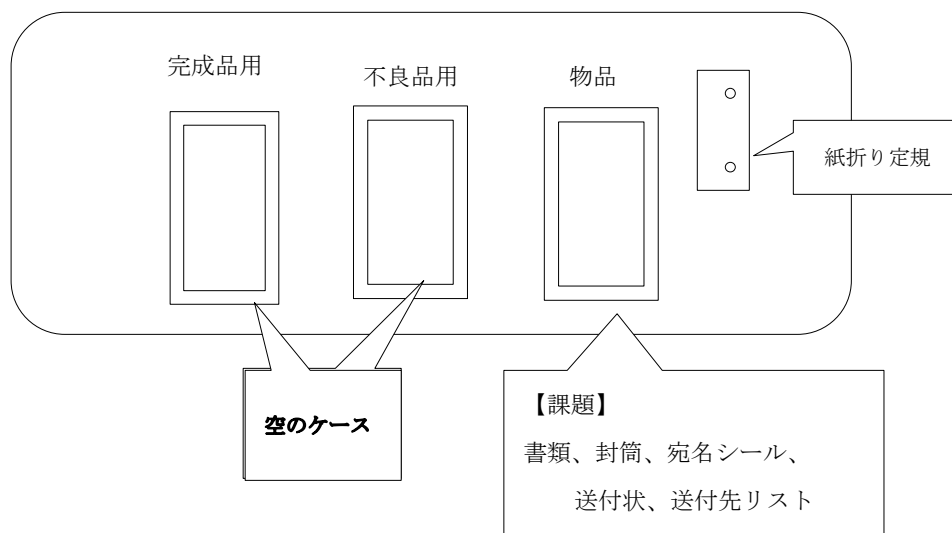 完成品用
不良品用
物品
紙折り定規
空のケース
【課題】
書類、封筒、宛名シール、
送付状、送付先リスト